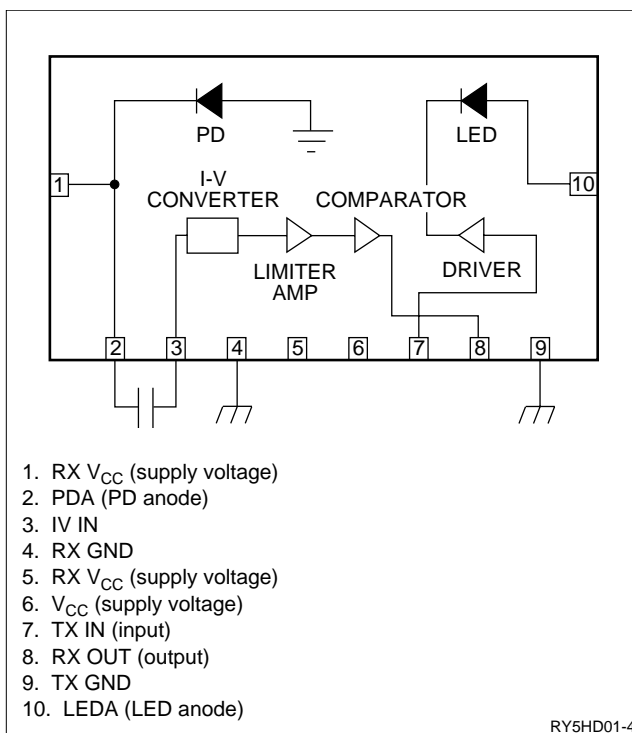 PD
LED
1
I-V
CONVERTER
COMPARATOR
10
LIMITER
AMP
DRIVER
2
3
4
5
6
7
8
9
1. RX VCC (supply voltage)
2. PDA (PD anode)
3. IV IN
4. RX GND
5. RX VCC (supply voltage)
6. VCC (supply voltage)
7. TX IN (input)
8. RX OUT (output)
9. TX GND
10. LEDA (LED anode)
RY5HD01-4